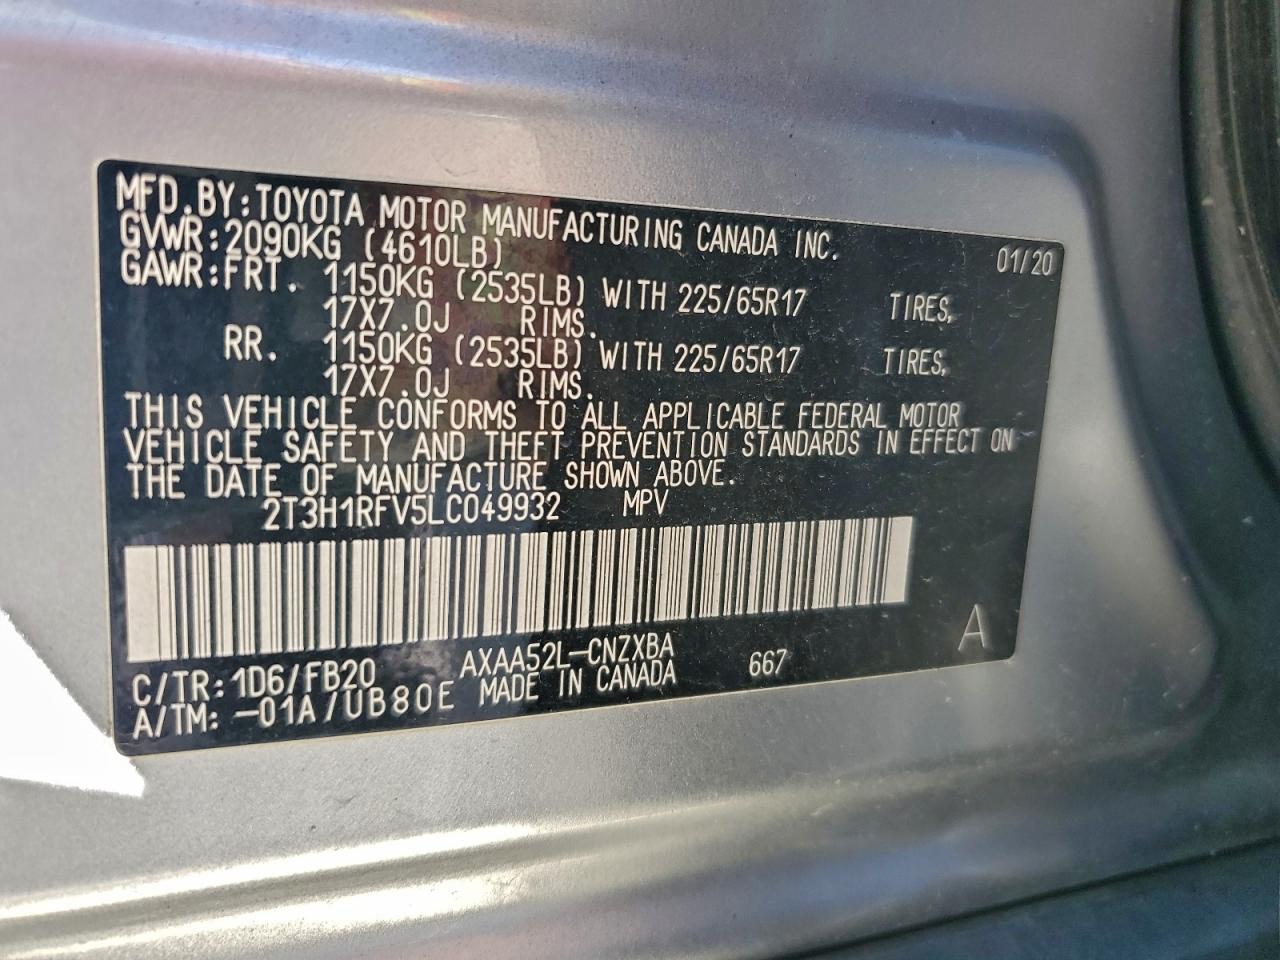 MFD.BY:TOYOTA MOTOR MANUFACTURING CANADA INC. 01/20
GVWR:2090KG (4610LB)
GAWR:FRT. 1150KG (2535LB) WITH 225/65R17 TIRES,
17X7.0J RIMS.
RR. 1150KG (2535LB) WITH 225/65R17 TIRES,
17X7.0J RIMS.
THIS VEHICLE CONFORMS TO ALL APPLICABLE FEDERAL MOTOR
VEHICLE SAFETY AND THEFT PREVENTION STANDARDS IN EFFECT ON
THE DATE OF MANUFACTURE SHOWN ABOVE.
2T3H1RFV5LC049932 MPV
A
C/TR:1D6/FB20 AXAA52L-CNZXBA 667
A/TM:-01A/UB80E MADE IN CANADA